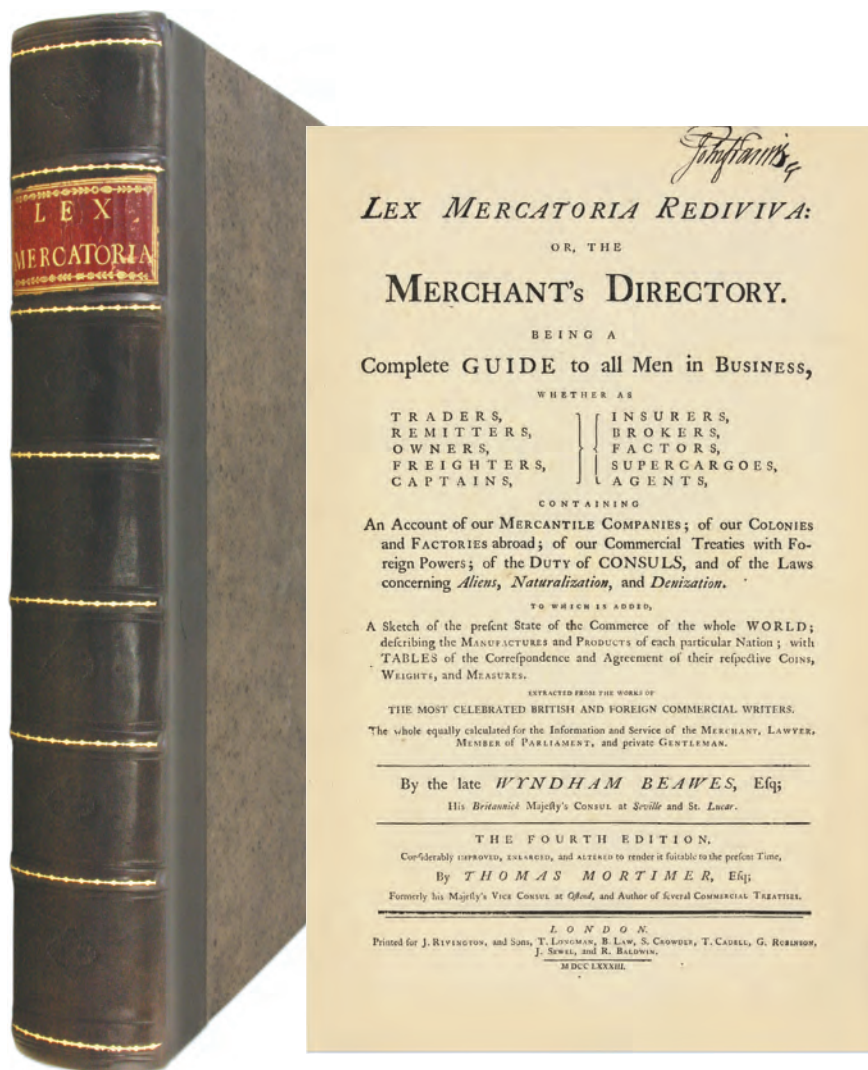 LEX
MERCATORIA
LEX MERCATORIA REDIVIVA:
OR, THE
MERCHANT's DIRECTORY.
BEING A
Complete GUIDE to all Men in BUSINESS,
WHETHER AS
TRADERS, INSURERS,
REMITTERS, BROKERS,
OWNERS, FACTORS,
FREIGHTERS, SUPERCARGOES,
CAPTAINS, AGENTS,
CONTAINING
An Account of our MERCANTILE COMPANIES; of our COLONIES
and FACTORIES abroad; of our Commercial Treaties with Fo-
reign Powers; of the DUTY of CONSULS, and of the Laws
concerning Aliens, Naturalization, and Denization.
TO WHICH IS ADDED,
A Sketch of the preſent State of the Commerce of the whole WORLD;
deſcribing the MANUFACTURES and PRODUCTS of each particular Nation; with
TABLES of the Correſpondence and Agreement of their reſpective COINS,
WEIGHTS, and MEASURES.
EXTRACTED FROM THE WORKS OF
THE MOST CELEBRATED BRITISH AND FOREIGN COMMERCIAL WRITERS.
The whole equally calculated for the Information and Service of the MERCHANT, LAWYER,
MEMBER of PARLIAMENT, and private GENTLEMAN.
By the late WYNDHAM BEAWES, Eſq;
His Britannick Majeſty's CONSUL at Seville and St. Lucar.
THE FOURTH EDITION,
Conſiderably IMPROVED, ENLARGED, and ALTERED to render it ſuitable to the preſent Time,
By THOMAS MORTIMER, Eſq;
Formerly his Majeſty's VICE CONSUL at Oſtend, and Author of ſeveral COMMERCIAL TREATISES.
LONDON,
Printed for J. RIVINGTON, and Sons, T. LONGMAN, B. LAW, S. CROWDER, T. CADELL, G. ROBINSON,
J. SEWEL, and R. BALDWIN.
M DCC LXXXIII.